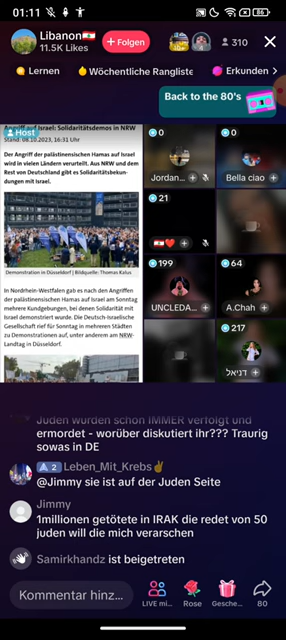 01:11
86
Libanon🇱🇧
11.5K Likes
+ Folgen
310
Lernen
Wöchentliche Rangliste
Erkunden
Back to the 80's
Host
Angriff auf Israel: Solidaritätsdemos in NRW
Stand: 08.10.2023, 16:31 Uhr
Der Angriff der palästinensischen Hamas auf Israel
wird in vielen Ländern verurteilt. Aus NRW und dem
Rest von Deutschland gibt es Solidaritätsbekun-
dungen mit Israel.
Demonstration in Düsseldorf | Bildquelle: Thomas Kalus
In Nordrhein-Westfalen gab es nach den Angriffen
der palästinensischen Hamas auf Israel am Sonntag
mehrere Kundgebungen, bei denen Solidarität mit
Israel demonstriert wurde. Die Deutsch-Israelische
Gesellschaft rief für Sonntag in mehreren Städten
zu Demonstrationen auf, unter anderem am NRW-
Landtag in Düsseldorf.
0
Jordan...
0
Bella ciao
21
🇱🇧❤️
199
UNCLEDA...
64
A.Chah
217
דניאל
Juden wurden schon IMMER verfolgt und
ermordet - worüber diskutiert ihr??? Traurig
sowas in DE
2 Leben_Mit_Krebs✌️
@Jimmy sie ist auf der Juden Seite
Jimmy
1millionen getötete in IRAK die redet von 50
juden will die mich verarschen
Samirkhandz ist beigetreten
Kommentar hinz...
LIVE mi...
Rose
Gesche...
80